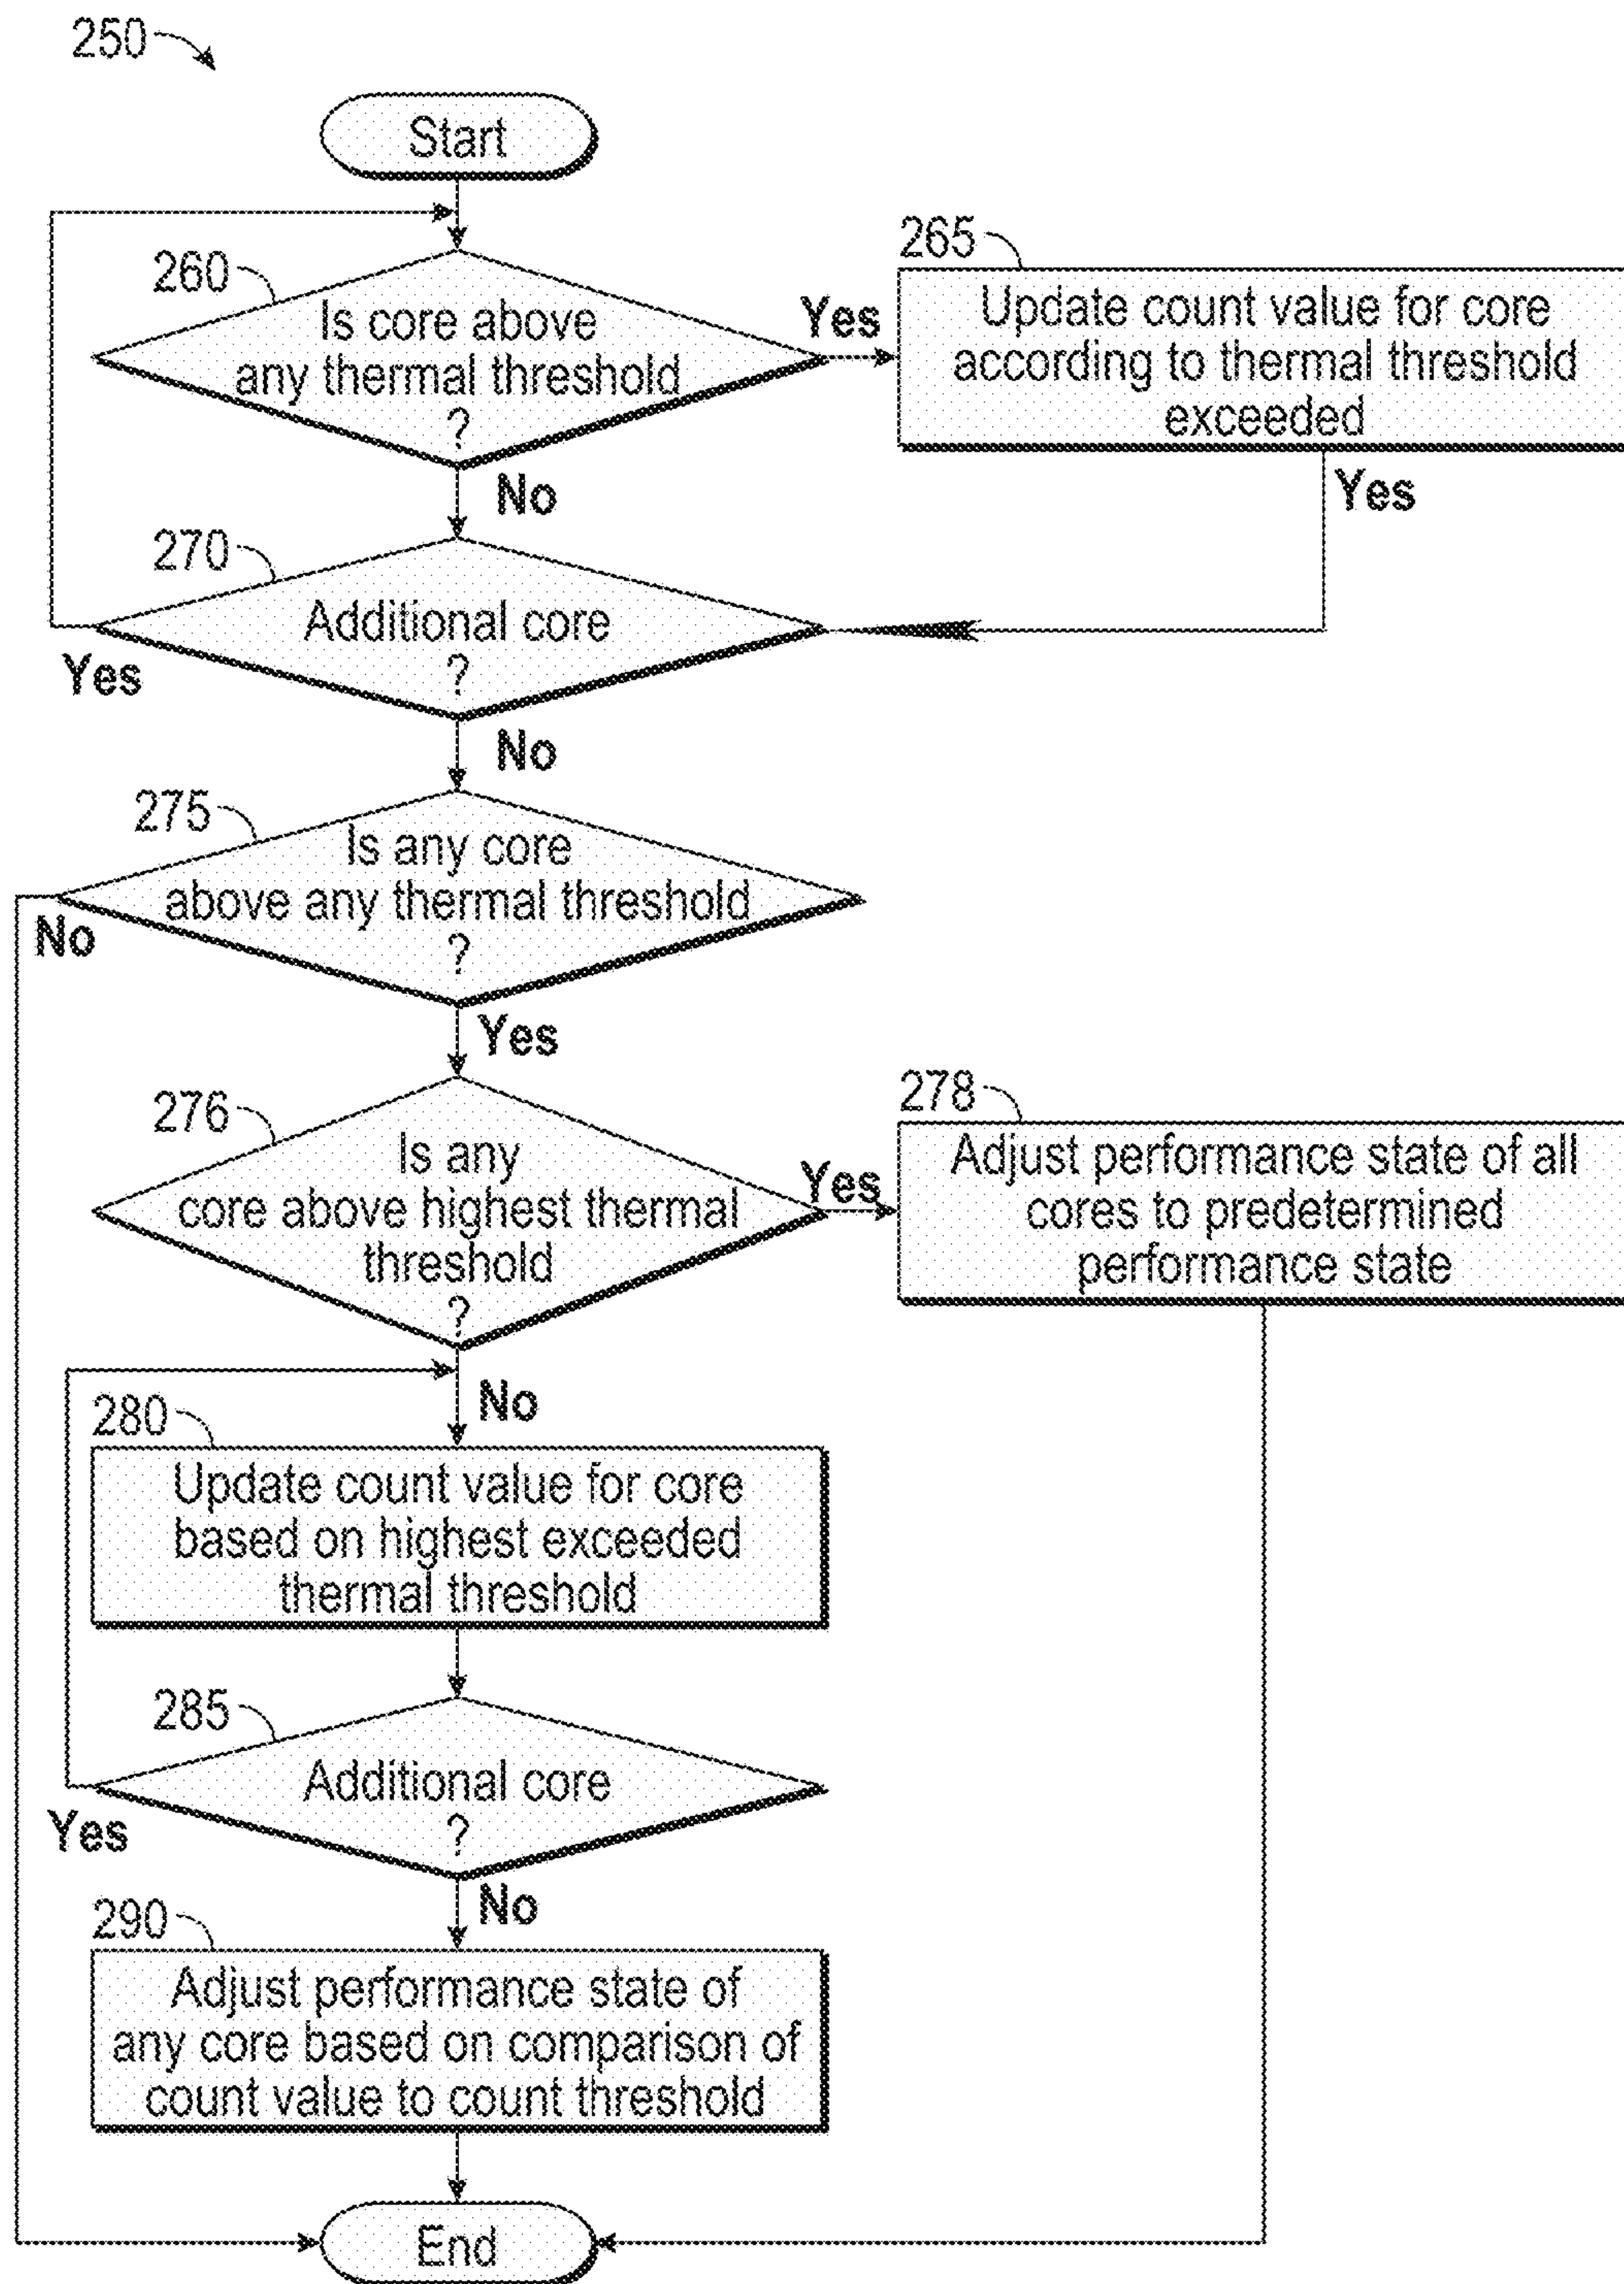 250
Start
260
Is core above
any thermal threshold
?
Yes
265
Update count value for core
according to thermal threshold
exceeded
Yes
No
270
Additional core
?
Yes
No
275
Is any core
above any thermal threshold
?
No
Yes
276
Is any
core above highest thermal
threshold
?
Yes
278
Adjust performance state of all
cores to predetermined
performance state
No
280
Update count value for core
based on highest exceeded
thermal threshold
285
Additional core
?
Yes
No
290
Adjust performance state of
any core based on comparison of
count value to count threshold
End